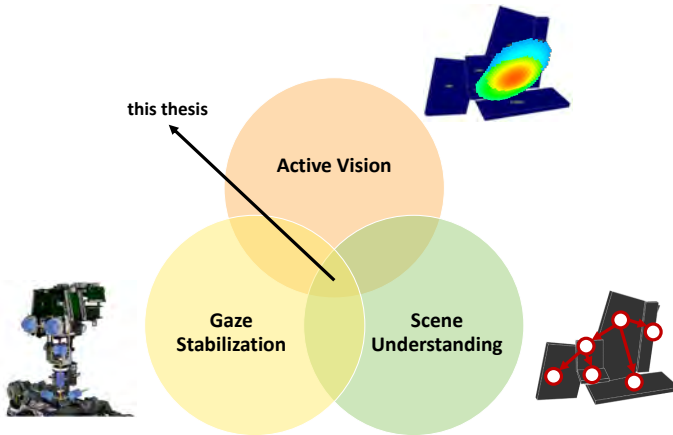 this thesis
Active Vision
Gaze
Stabilization
Scene
Understanding